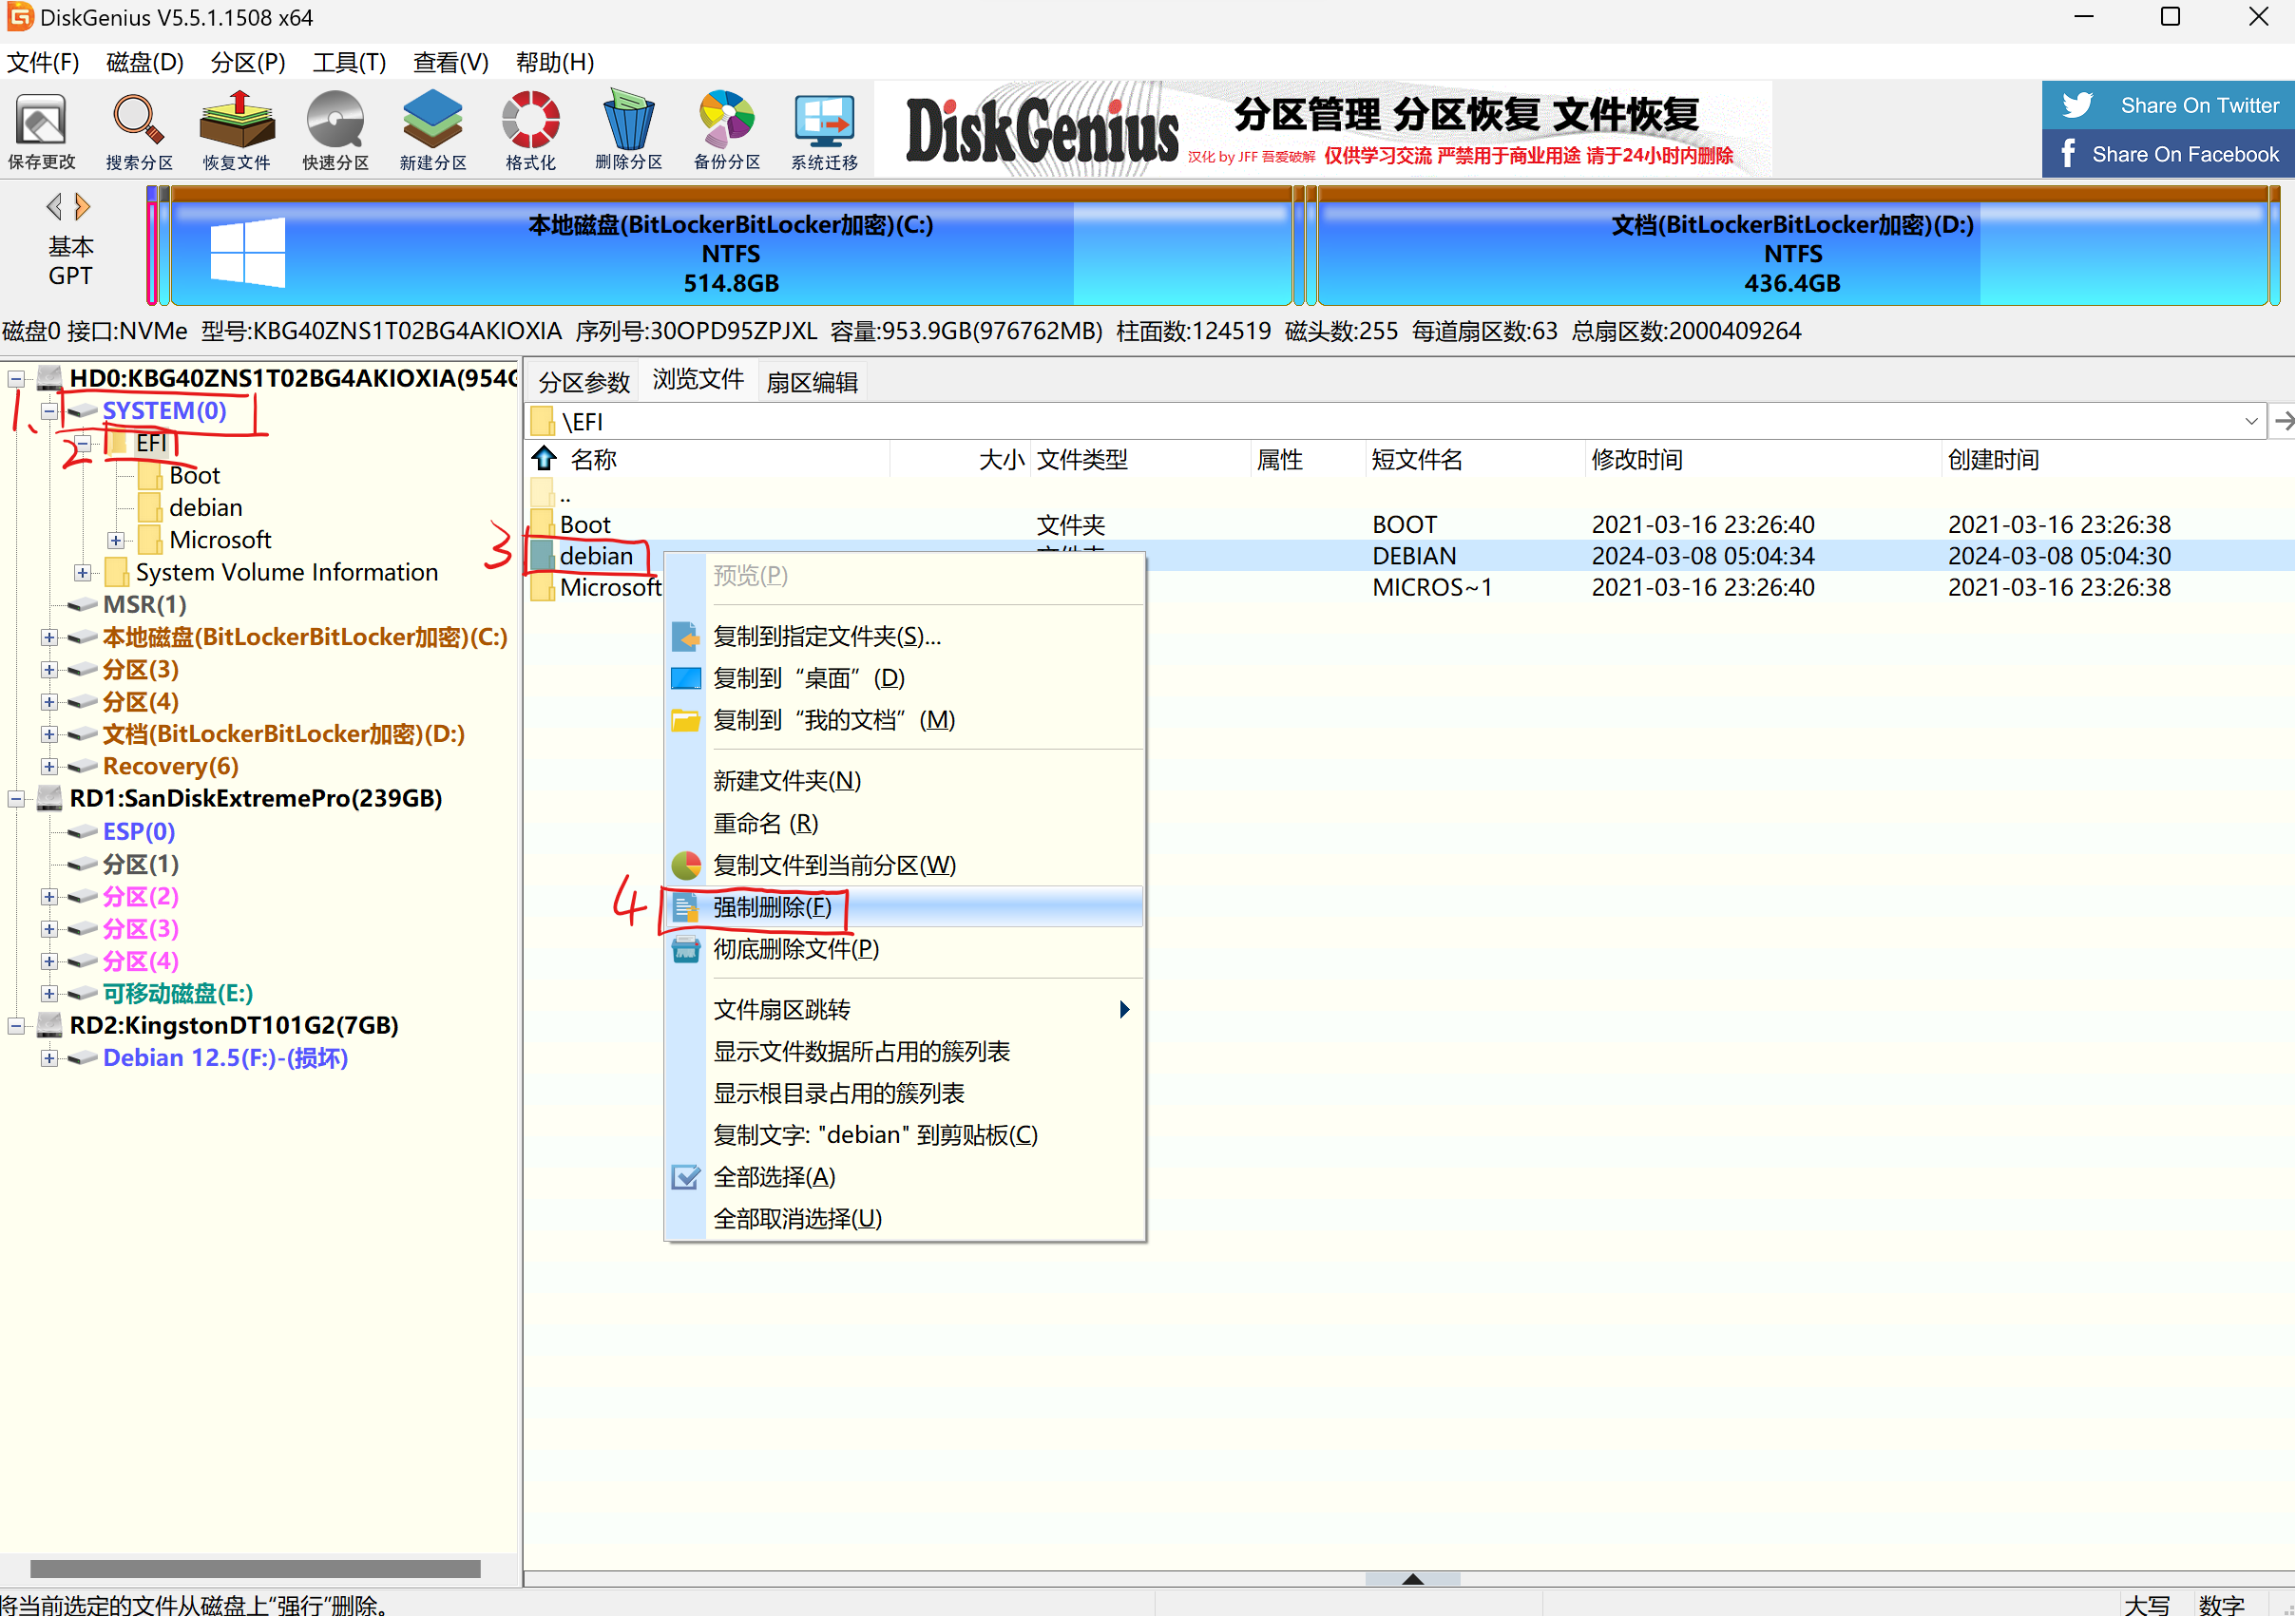 DiskGenius V5.5.1.1508 x64
文件(F) 磁盘(D) 分区(P) 工具(T) 查看(V) 帮助(H)
保存更改 搜索分区 恢复文件 快速分区 新建分区 格式化 删除分区 备份分区 系统迁移
DiskGenius 分区管理 分区恢复 文件恢复
汉化 by JFF 吾爱破解 仅供学习交流 严禁用于商业用途 请于24小时内删除
Share On Twitter
Share On Facebook
基本
GPT
本地磁盘(BitLockerBitLocker加密)(C:)
NTFS
514.8GB
文档(BitLockerBitLocker加密)(D:)
NTFS
436.4GB
磁盘0 接口:NVMe 型号:KBG40ZNS1T02BG4AKIOXIA 序列号:30OPD95ZPJXL 容量:953.9GB(976762MB) 柱面数:124519 磁头数:255 每道扇区数:63 总扇区数:2000409264
HD0:KBG40ZNS1T02BG4AKIOXIA(954G
1、 SYSTEM(0)
2 EFI
Boot
debian
Microsoft
System Volume Information
MSR(1)
本地磁盘(BitLockerBitLocker加密)(C:)
分区(3)
分区(4)
文档(BitLockerBitLocker加密)(D:)
Recovery(6)
RD1:SanDiskExtremePro(239GB)
ESP(0)
分区(1)
分区(2)
分区(3)
分区(4)
可移动磁盘(E:)
RD2:KingstonDT101G2(7GB)
Debian 12.5(F:)-(损坏)
分区参数 浏览文件 扇区编辑
\EFI
名称 大小 文件类型 属性 短文件名 修改时间 创建时间
..
Boot 文件夹 BOOT 2021-03-16 23:26:40 2021-03-16 23:26:38
3 debian 文件夹 DEBIAN 2024-03-08 05:04:34 2024-03-08 05:04:30
Microsoft MICROS~1 2021-03-16 23:26:40 2021-03-16 23:26:38
预览(P)
复制到指定文件夹(S)...
复制到“桌面”(D)
复制到“我的文档”(M)
新建文件夹(N)
重命名 (R)
复制文件到当前分区(W)
4 强制删除(F)
彻底删除文件(P)
文件扇区跳转
显示文件数据所占用的簇列表
显示根目录占用的簇列表
复制文字: "debian" 到剪贴板(C)
全部选择(A)
全部取消选择(U)
将当前选定的文件从磁盘上“强行”删除。
大写 数字